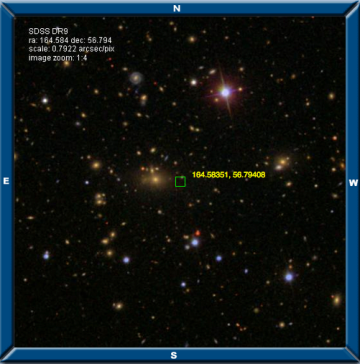 N
SDSS DR9
ra: 164.584 dec: 56.794
scale: 0.7922 arcsec/pix
image zoom: 1:4
164.58351, 56.79408
E
W
S